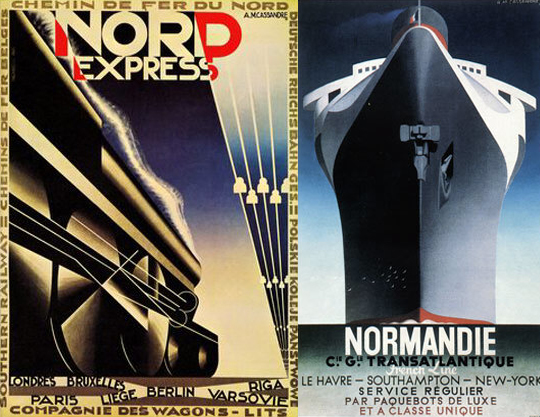 CHEMIN DE FER DU NORD
A.M.CASSANDRE
NORD
EXPRESS
SOUTHERN RAILWAY = CHEMINS DE FER BELGES
DEUTSCHE REICHSBAHN GES. = POLSKIE KOLEJE PANSTWOWE
LONDRES BRUXELLES RIGA
PARIS LIÈGE BERLIN VARSOVIE
COMPAGNIE DES WAGONS-LITS
NORMANDIE
Cie Gle TRANSATLANTIQUE
French Line
LE HAVRE — SOUTHAMPTON — NEW-YORK
SERVICE RÉGULIER
PAR PAQUEBOTS DE LUXE
ET A CLASSE UNIQUE